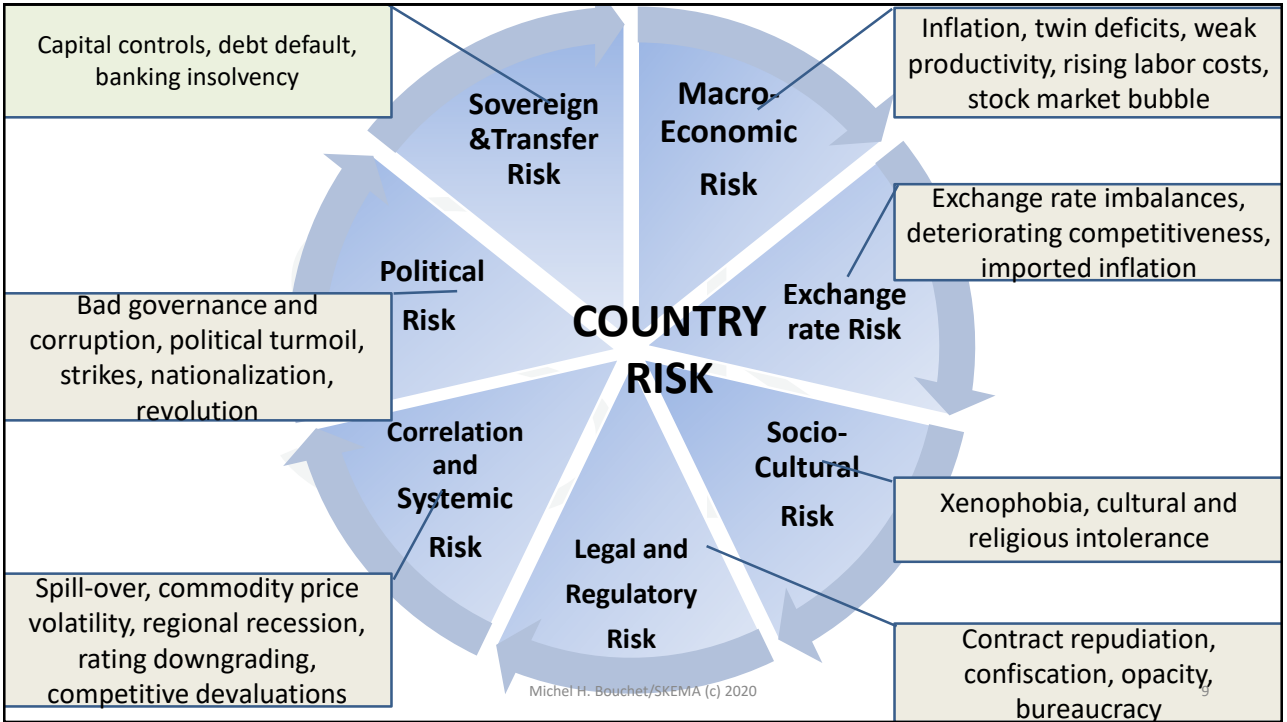 Capital controls, debt default,
banking insolvency
Sovereign
&Transfer
Risk
Macro-
Economic
Risk
Inflation, twin deficits, weak
productivity, rising labor costs,
stock market bubble
Exchange rate imbalances,
deteriorating competitiveness,
imported inflation
Exchange
rate Risk
Political
Risk
COUNTRY
RISK
Bad governance and
corruption, political turmoil,
strikes, nationalization,
revolution
Correlation
and
Systemic
Risk
Socio-
Cultural
Risk
Xenophobia, cultural and
religious intolerance
Legal and
Regulatory
Risk
Spill-over, commodity price
volatility, regional recession,
rating downgrading,
competitive devaluations
Contract repudiation,
confiscation, opacity,
bureaucracy
Michel H. Bouchet/SKEMA (c) 2020
9